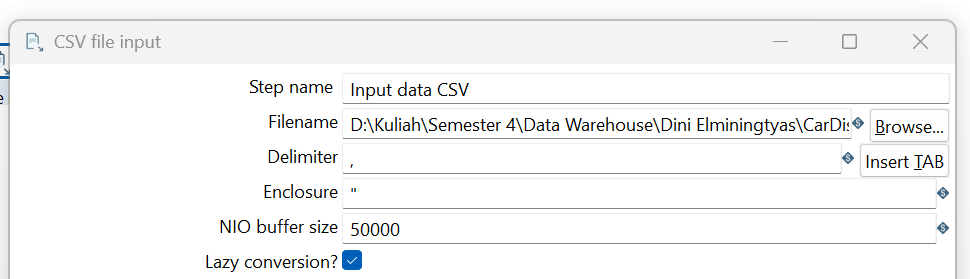 CSV file input
Step name Input data CSV
Filename D:\Kuliah\Semester 4\Data Warehouse\Dini Elminingtyas\CarDis Browse...
Delimiter , Insert TAB
Enclosure "
NIO buffer size 50000
Lazy conversion?